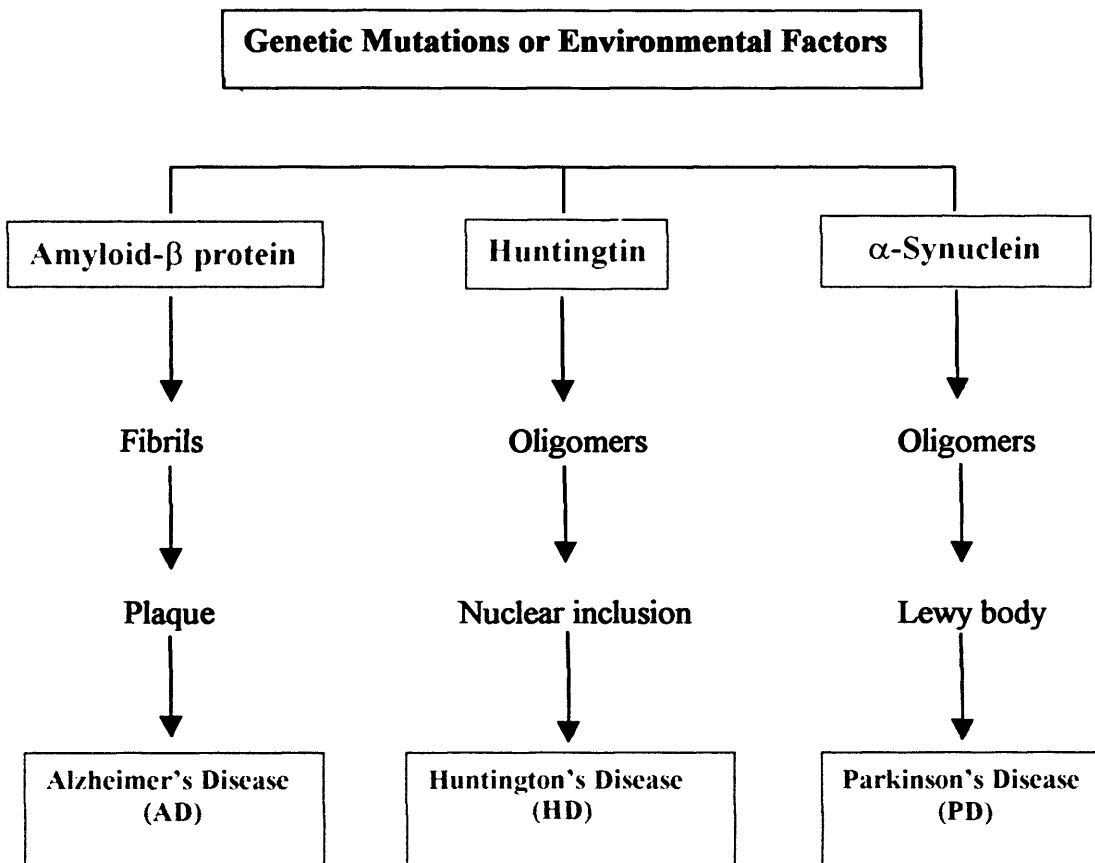 Genetic Mutations or Environmental Factors
Amyloid-β protein
Huntingtin
α-Synuclein
Fibrils
Oligomers
Oligomers
Plaque
Nuclear inclusion
Lewy body
Alzheimer's Disease
(AD)
Huntington's Disease
(HD)
Parkinson's Disease
(PD)